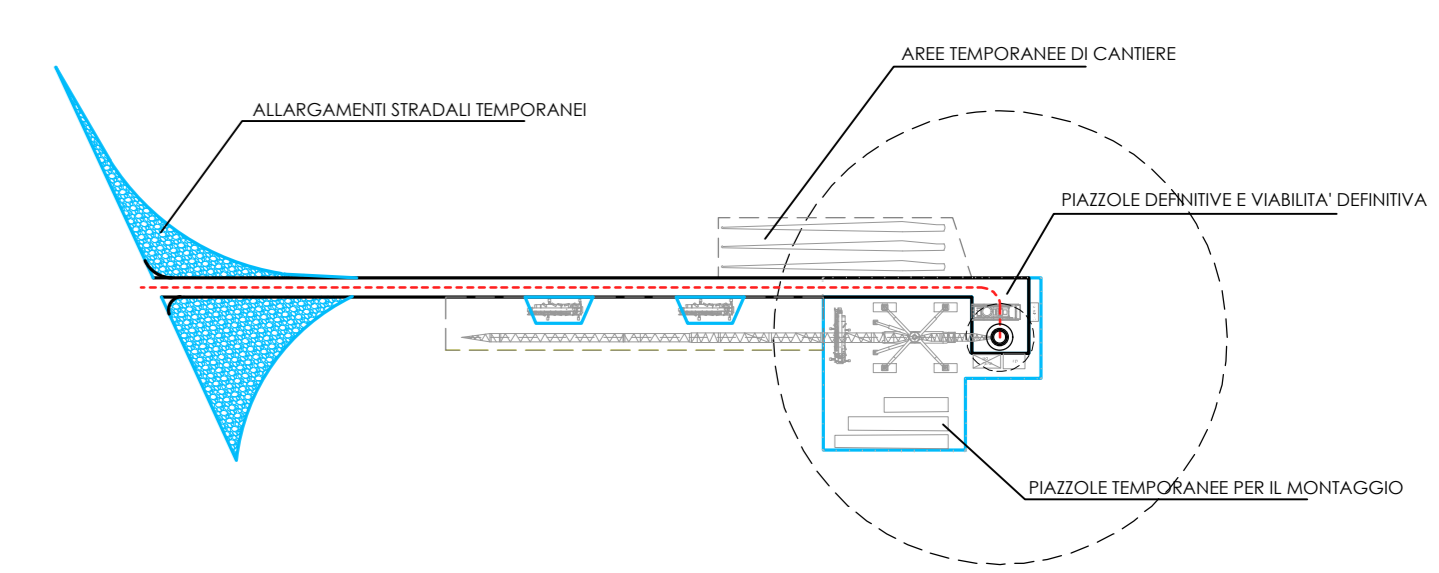 AREE TEMPORANEE DI CANTIERE
ALLARGAMENTI STRADALI TEMPORANEI
PIAZZOLE DEFINITIVE E VIABILITA' DEFINITIVA
PIAZZOLE TEMPORANEE PER IL MONTAGGIO